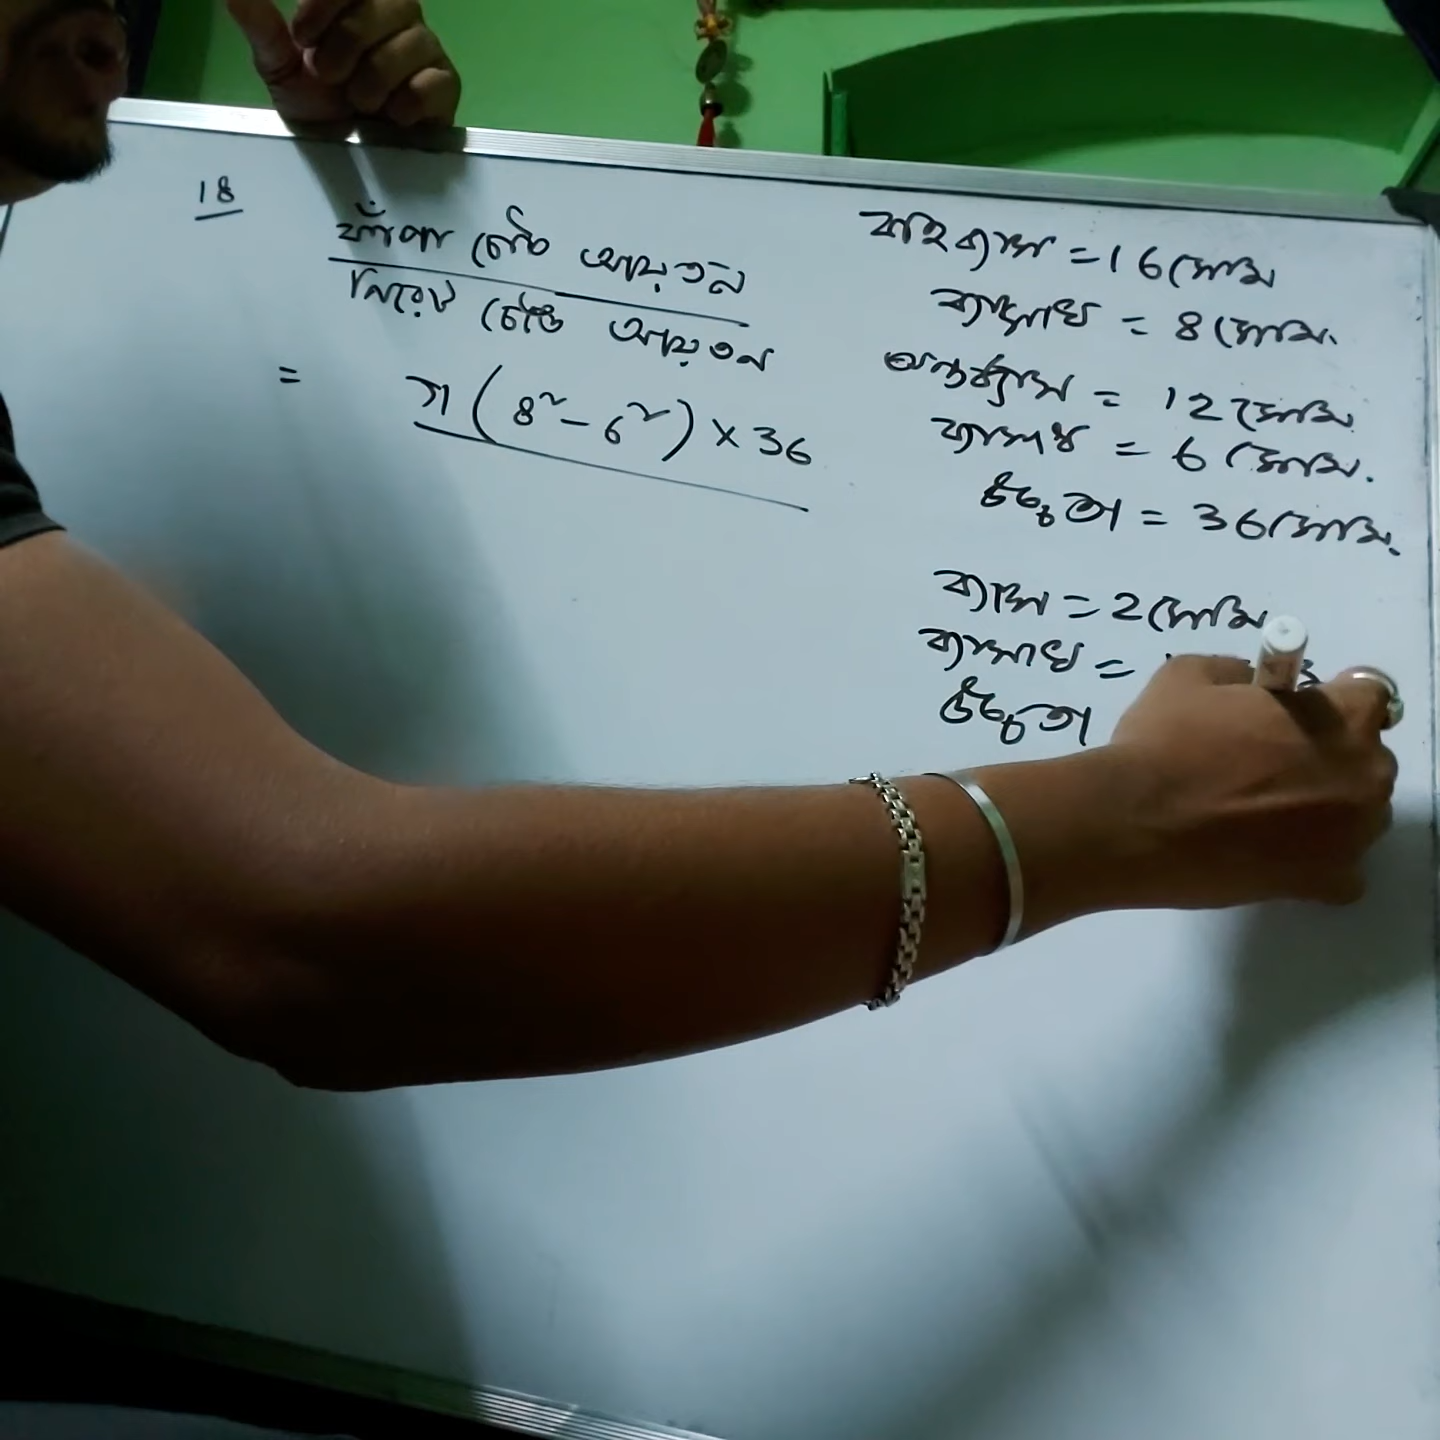 18
ফাঁপা চোঙ আয়তন
নিরেট চোঙ আয়তন
= π(8² - 6²) × 36
বহিব্যাস = 16 সেমি
ব্যাসার্ধ = 8 সেমি.
অন্তর্ব্যাস = 12 সেমি
ব্যাসার্ধ = 6 সেমি.
উচ্চতা = 36 সেমি.
ব্যাস = 2 সেমি
ব্যাসার্ধ =
উচ্চতা